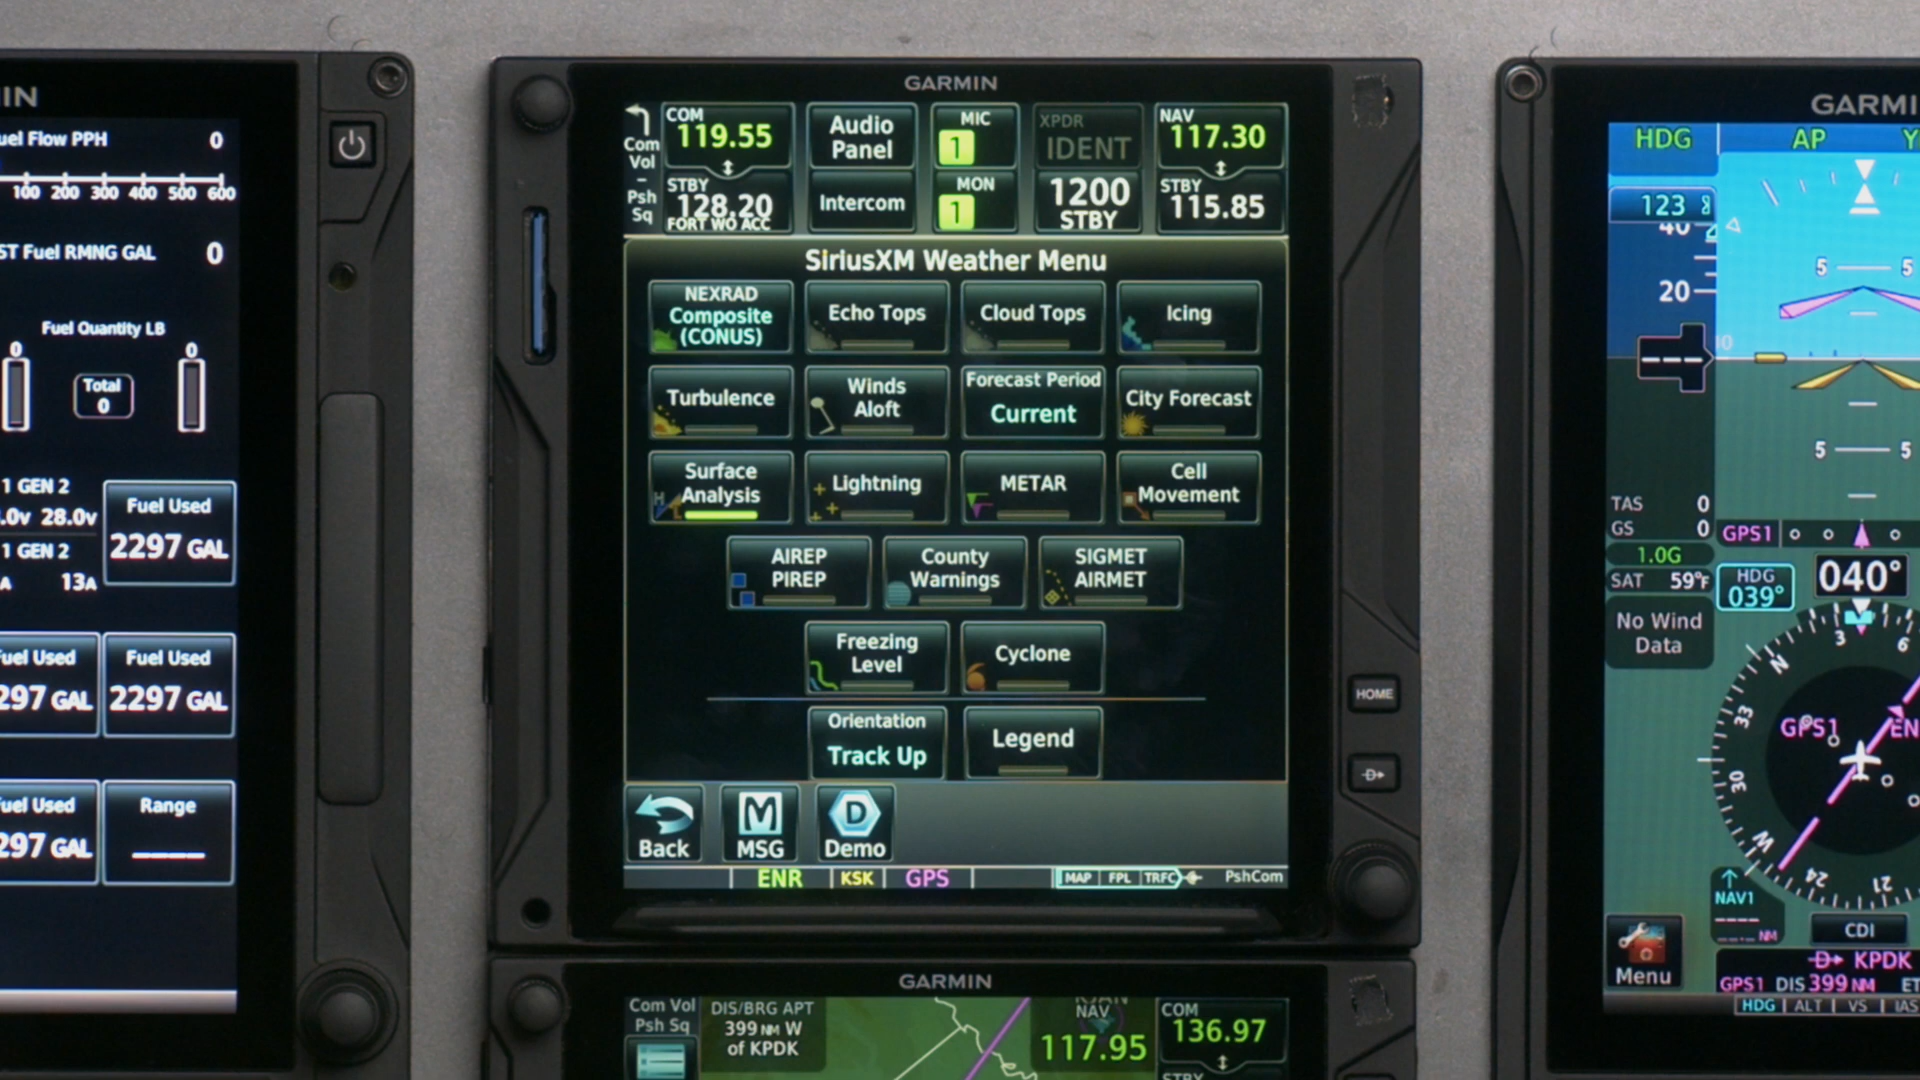 IN
uel Flow PPH
0
100 200 300 400 500 600
ST Fuel RMNG GAL
0
Fuel Quantity LB
0
0
Total
0
1 GEN 2
.0v 28.0v
1 GEN 2
A 13A
Fuel Used
2297 GAL
uel Used
297 GAL
Fuel Used
2297 GAL
uel Used
297 GAL
Range
____
GARMIN
Com
Vol
–
Psh
Sq
COM
119.55
STBY
128.20
FORT WO ACC
Audio
Panel
Intercom
MIC
1
MON
1
XPDR
IDENT
1200
STBY
NAV
117.30
STBY
115.85
SiriusXM Weather Menu
NEXRAD
Composite
(CONUS)
Echo Tops
Cloud Tops
Icing
Turbulence
Winds
Aloft
Forecast Period
Current
City Forecast
Surface
Analysis
H
Lightning
METAR
Cell
Movement
AIREP
PIREP
County
Warnings
SIGMET
AIRMET
Freezing
Level
Cyclone
Orientation
Track Up
Legend
Back
M
MSG
D
Demo
ENR
KSK
GPS
MAP
FPL
TRFC
PshCom
HOME
D
GARMIN
Com Vol
Psh Sq
DIS/BRG APT
399 NM W
of KPDK
NAV
117.95
COM
136.97
STBY
GARMI
HDG
AP
Y
123
40
20
5
5
5
5
TAS 0
GS 0
1.0G
SAT 59°F
No Wind
Data
GPS1
HDG
039°
040°
N
3
6
33
30
W
24
21
GPS1
EN
NAV1
----
--.- NM
CDI
Menu
D KPDK
GPS1 DIS 399 NM ET
HDG ALT VS IAS